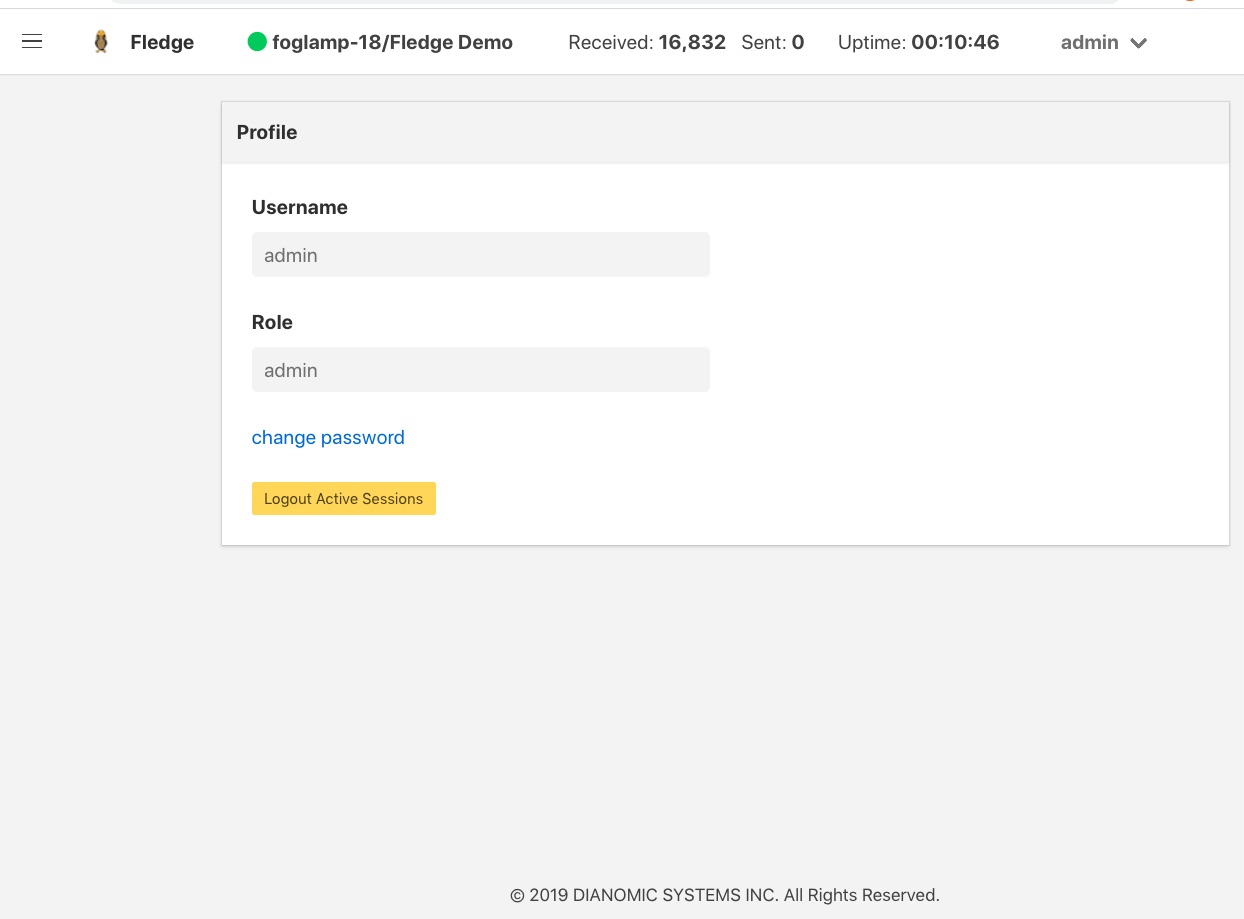 Fledge foglamp-18/Fledge Demo Received: 16,832 Sent: 0 Uptime: 00:10:46 admin
Profile
Username
admin
Role
admin
change password
Logout Active Sessions
© 2019 DIANOMIC SYSTEMS INC. All Rights Reserved.